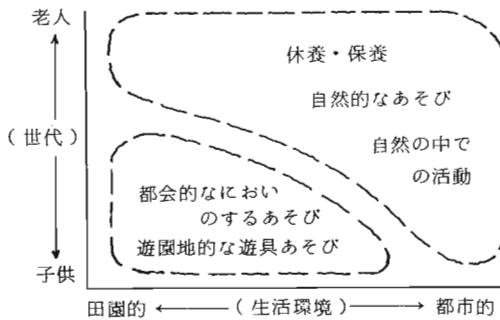 老人
休養・保養
自然的なあそび
(世代)
自然の中で
の活動
都会的なにおい
のするあそび
遊園地的な遊具あそび
子供
田園的 ←――(生活環境)――→ 都市的